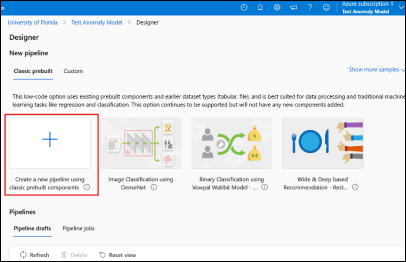 Azure subscription 1
Test Anomaly Model
University of Florida > Test Anomaly Model > Designer
Designer
New pipeline
Classic prebuilt Custom
Show more samples
This low-code option uses existing prebuilt components and earlier dataset types (tabular, file), and is best suited for data processing and traditional machine
learning tasks like regression and classification. This option continues to be supported but will not have any new components added.
Create a new pipeline using
classic prebuilt components
Image Classification using
DenseNet
Binary Classification using
Vowpal Wabbit Model - ...
Wide & Deep based
Recommendation - Rest...
Pipelines
Pipeline drafts Pipeline jobs
Refresh Delete Reset view